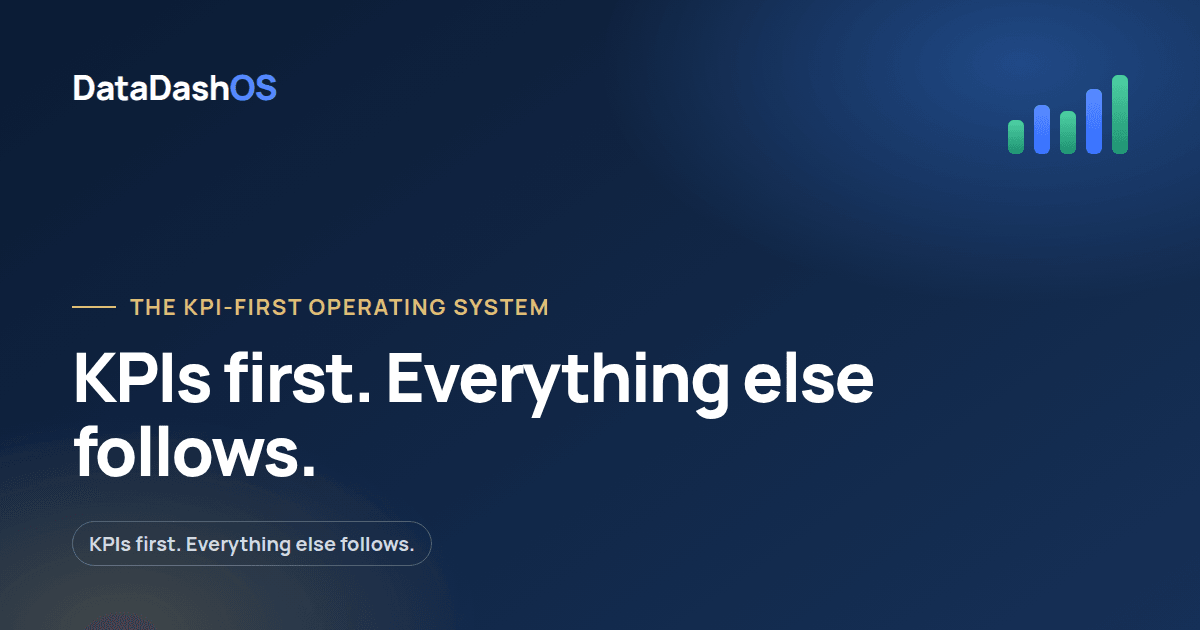 DataDashOS
THE KPI-FIRST OPERATING SYSTEM
KPIs first. Everything else
follows.
KPIs first. Everything else follows.